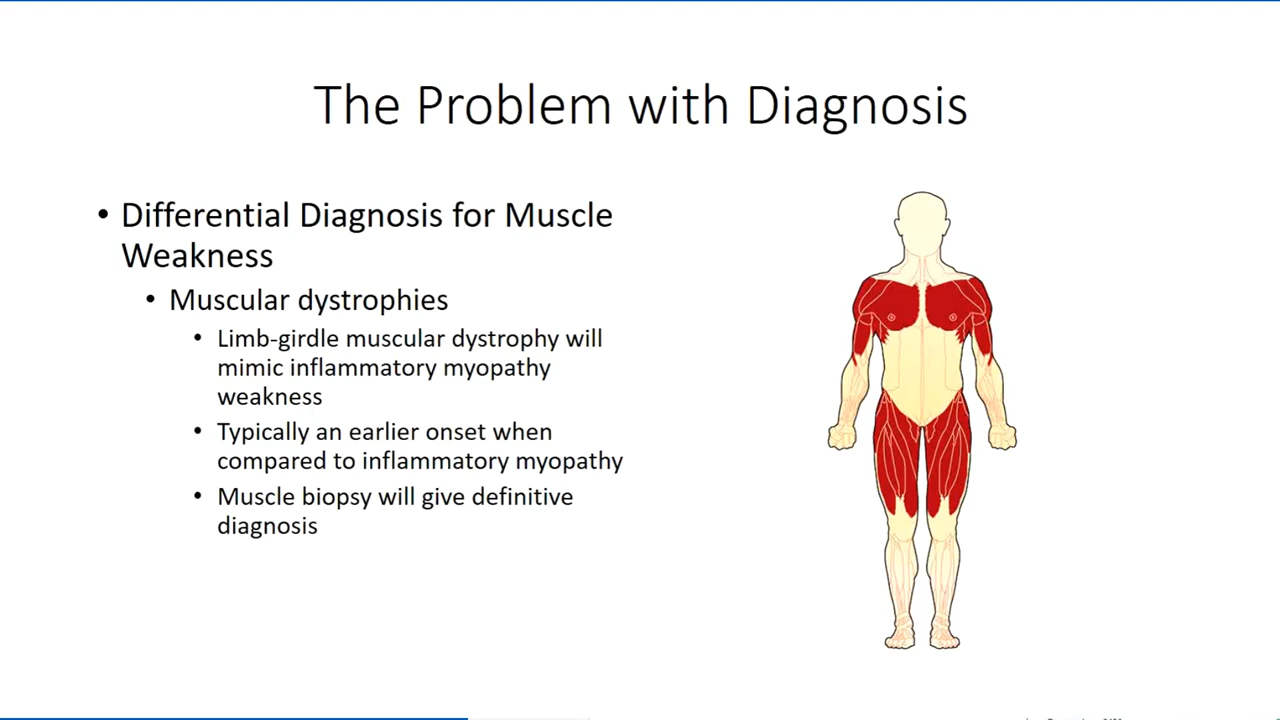 The Problem with Diagnosis
• Differential Diagnosis for Muscle
Weakness
• Muscular dystrophies
• Limb-girdle muscular dystrophy will
mimic inflammatory myopathy
weakness
• Typically an earlier onset when
compared to inflammatory myopathy
• Muscle biopsy will give definitive
diagnosis